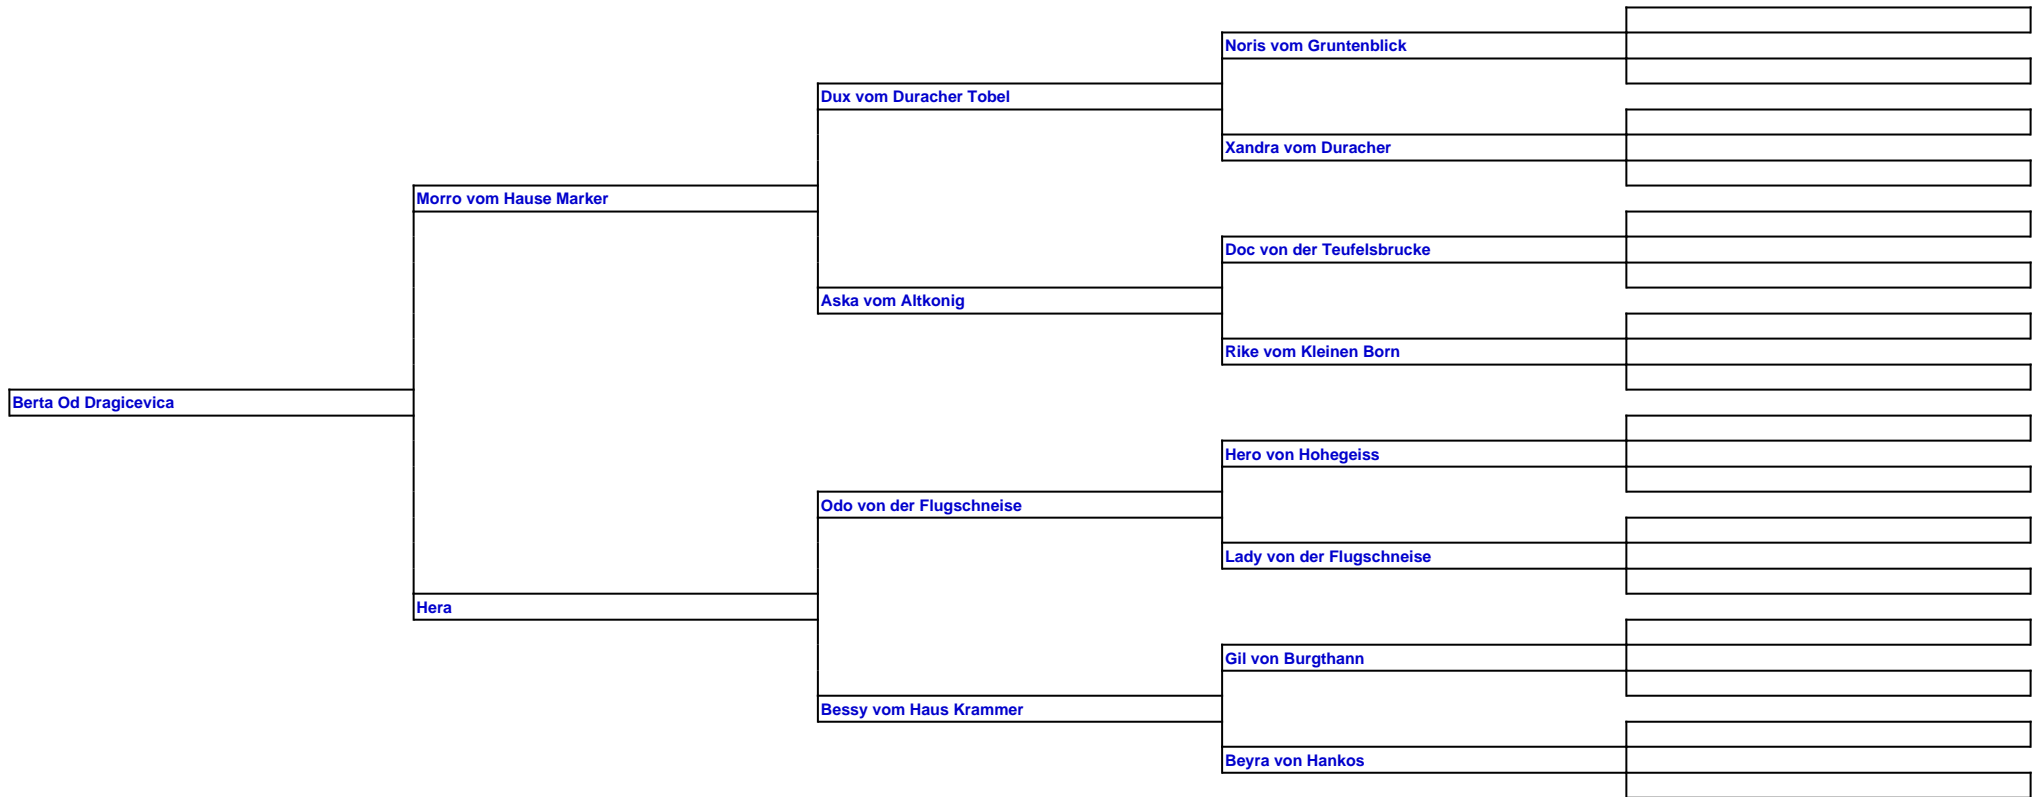 Noris vom Gruntenblick
Dux vom Duracher Tobel
Xandra vom Duracher
Morro vom Hause Marker
Doc von der Teufelsbrucke
Aska vom Altkonig
Rike vom Kleinen Born
Berta Od Dragicevica
Hero von Hohegeiss
Odo von der Flugschneise
Lady von der Flugschneise
Hera
Gil von Burgthann
Bessy vom Haus Krammer
Beyra von Hankos